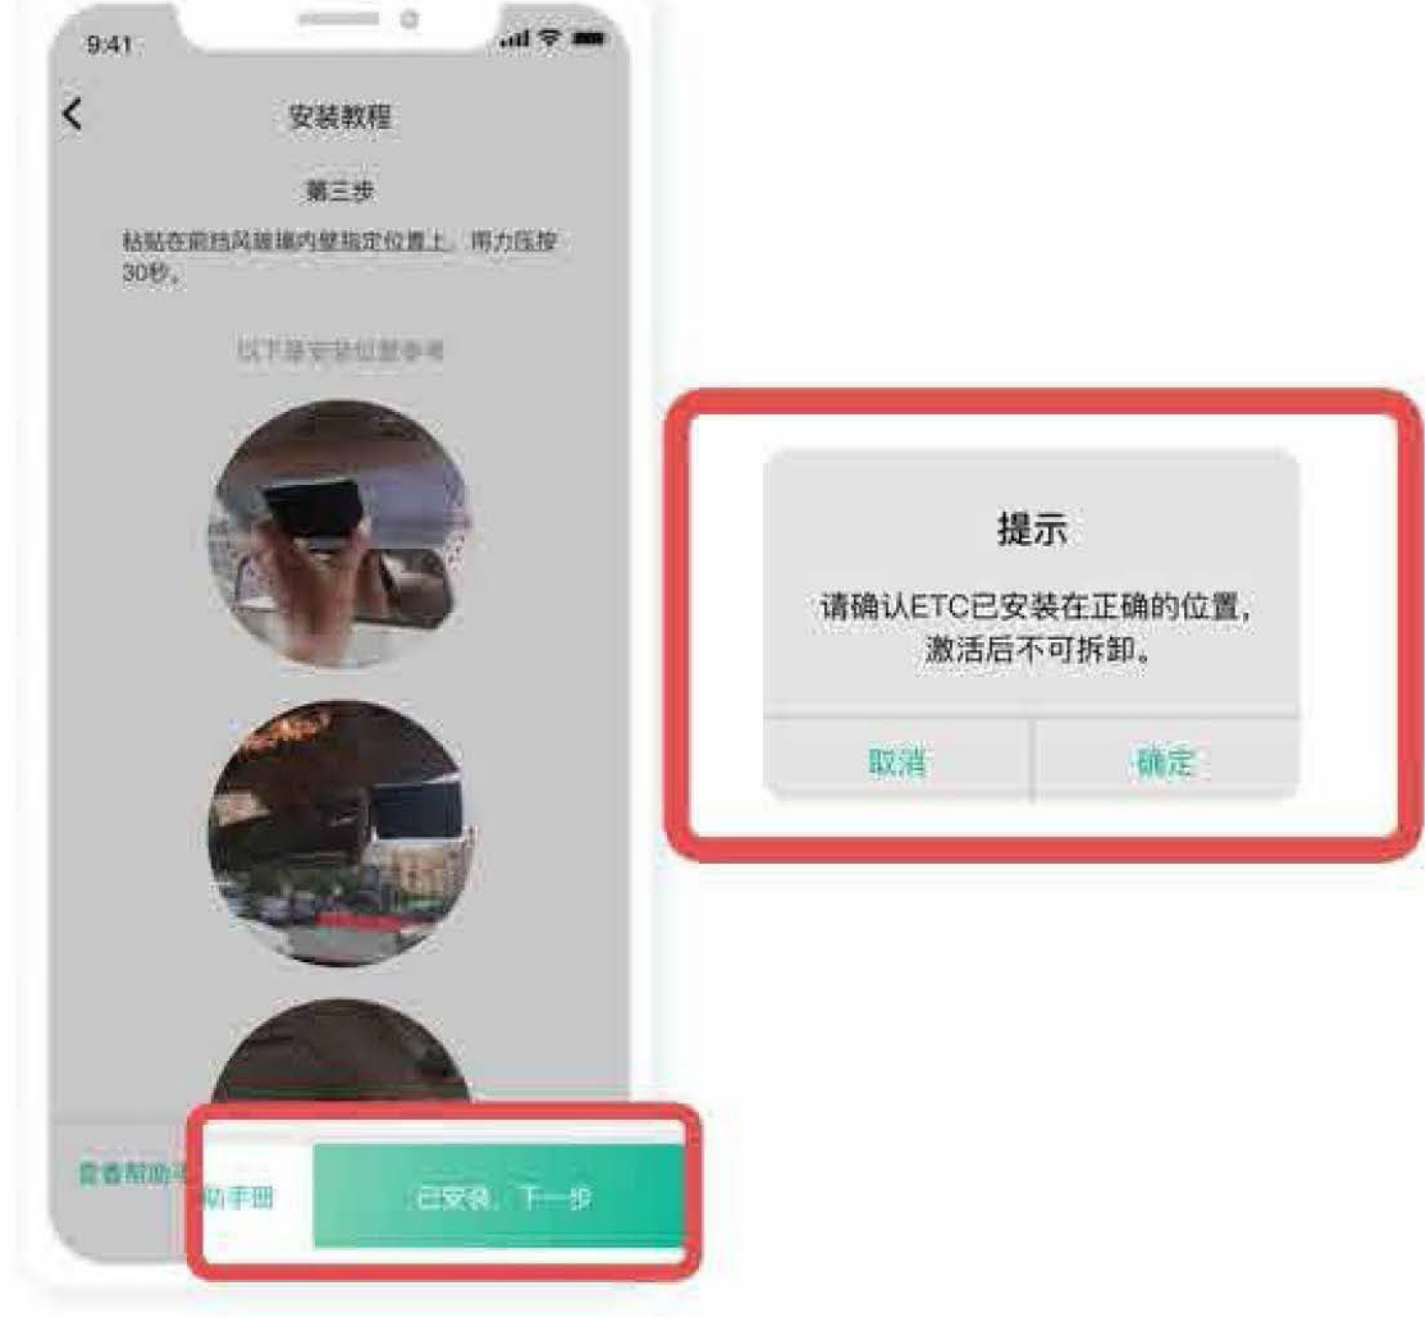 9:41
安装教程
第三步
粘贴在前挡风玻璃内壁指定位置上，用力压按
30秒。
以下是安装位置参考
提示
请确认ETC已安装在正确的位置，
激活后不可拆卸。
取消
确定
查看帮助手
助手册
已安装，下一步